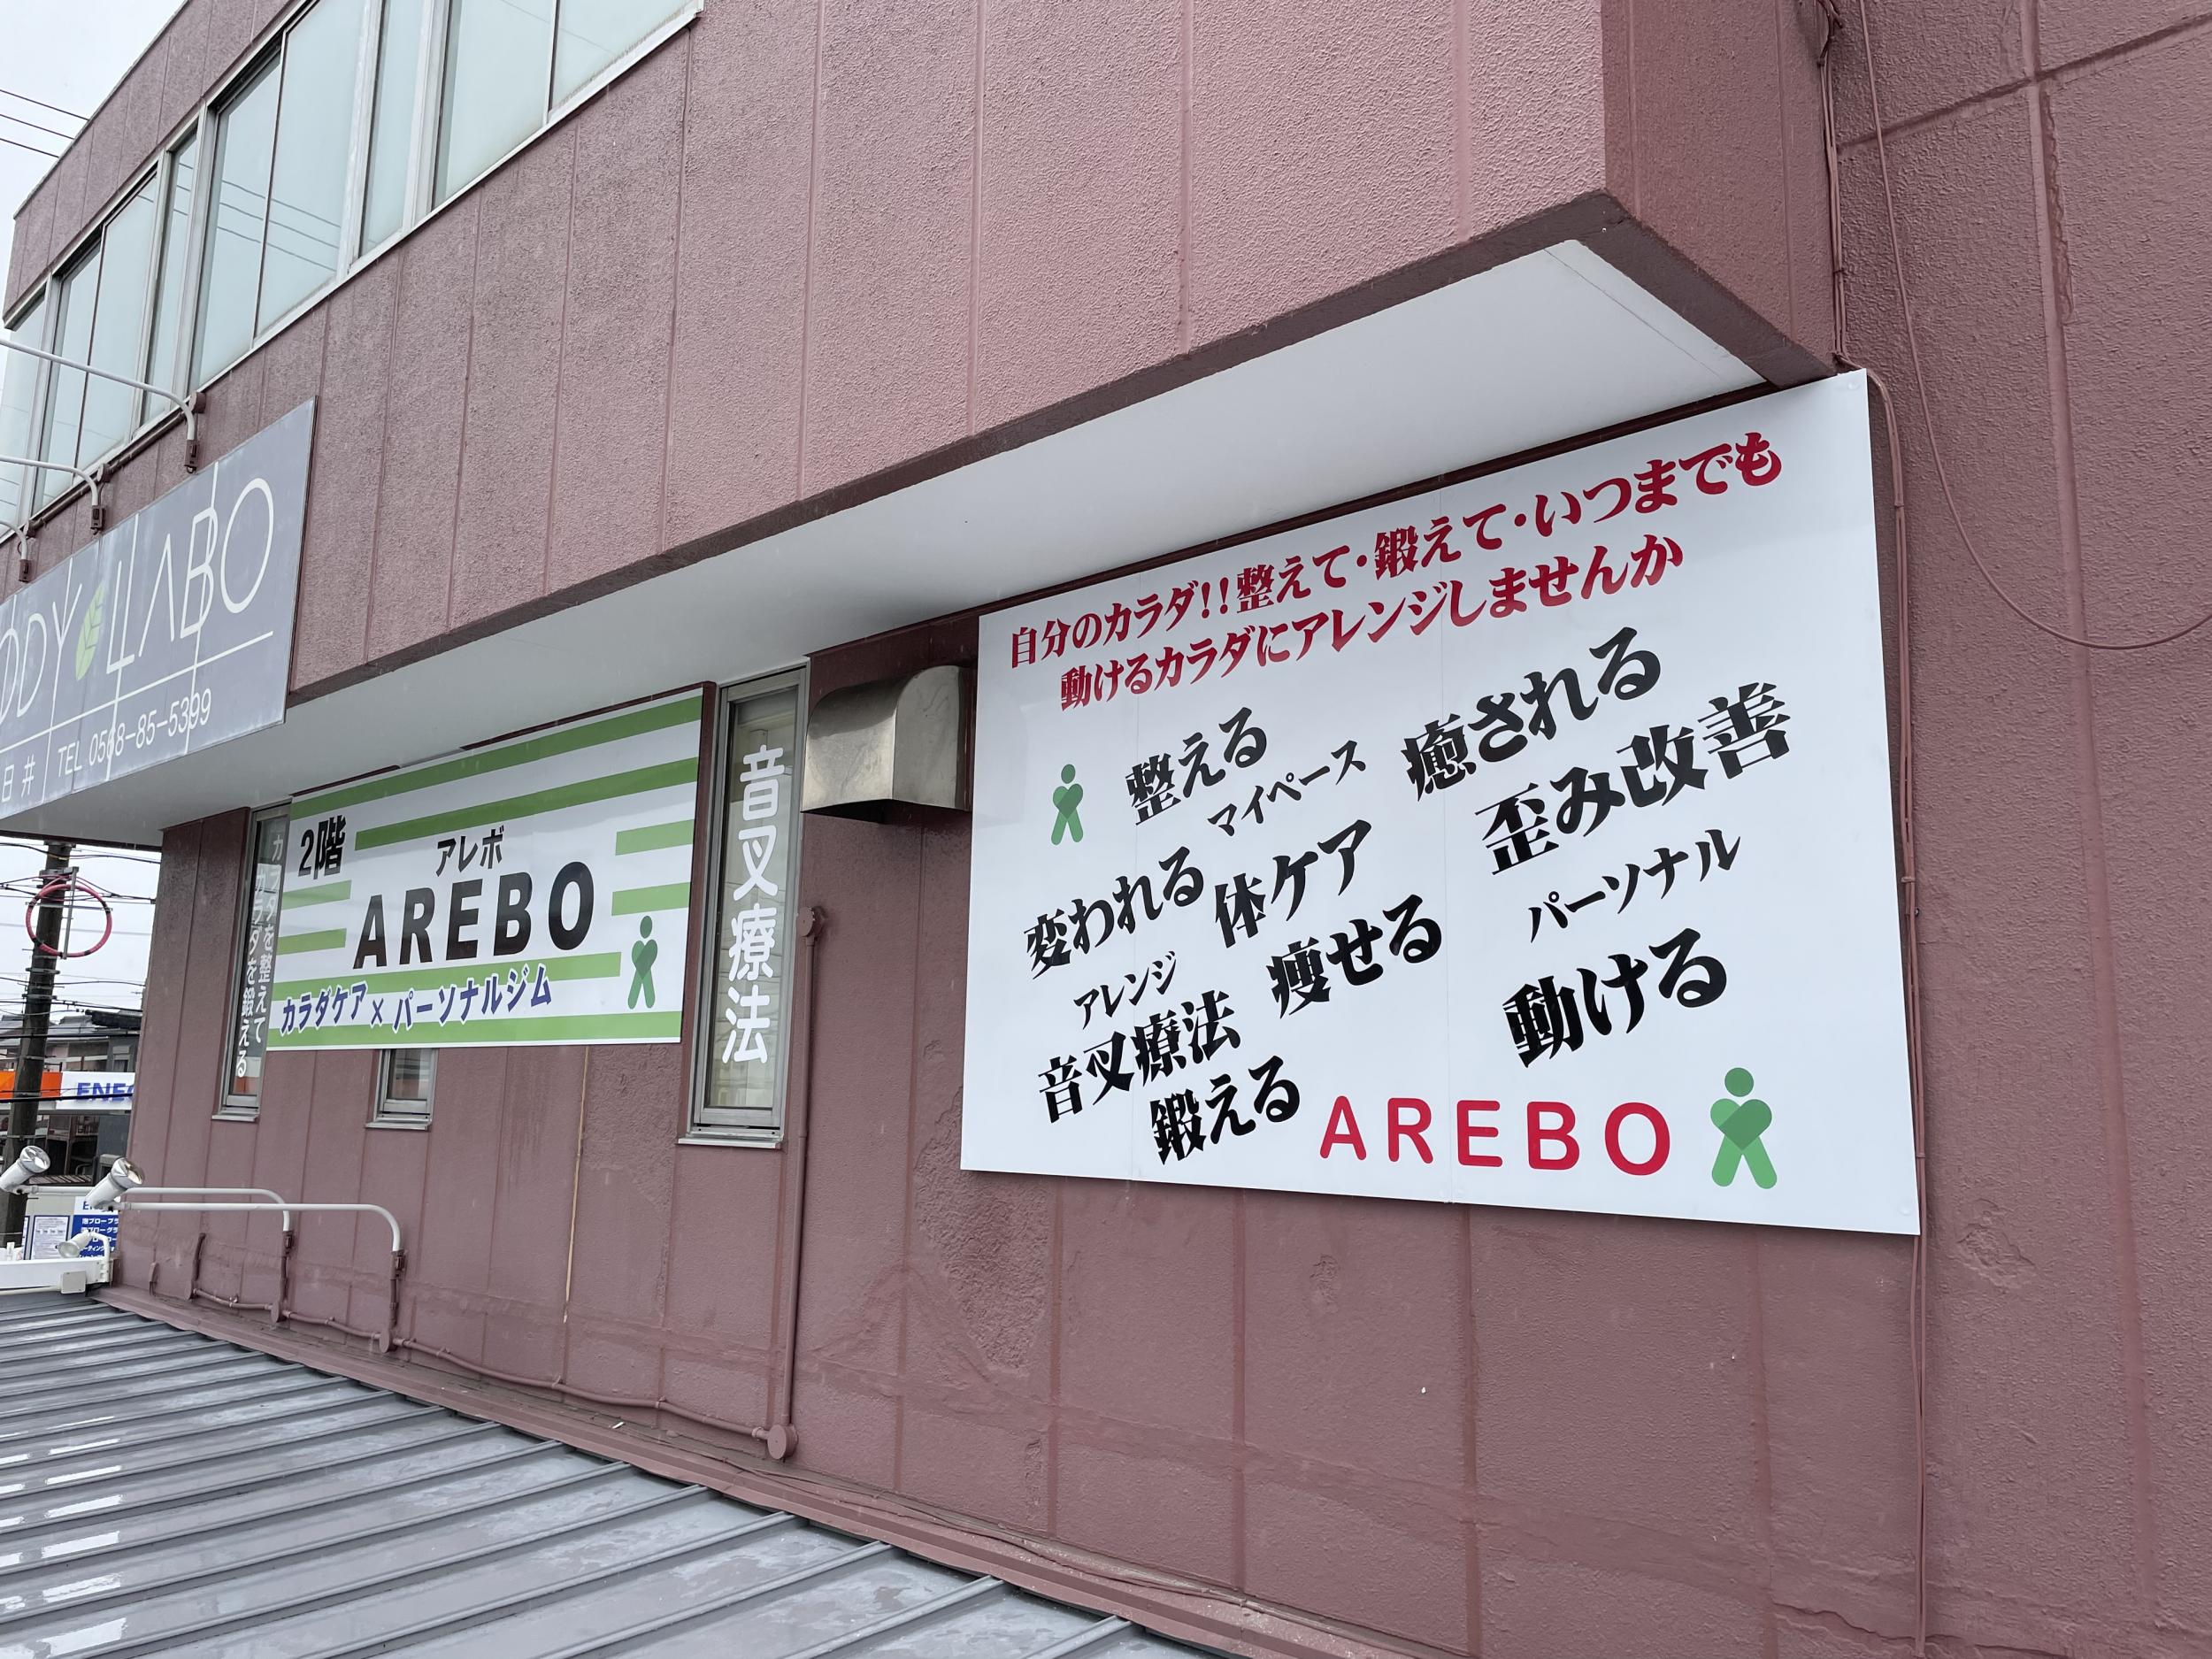 ODY LABO
日井 TEL 0568-85-5399
カラダを整えて
カラダを鍛える
2階
アレボ
AREBO
カラダケア×パーソナルジム
音叉療法
自分のカラダ!!整えて・鍛えて・いつまでも
動けるカラダにアレンジしませんか
整える
マイペース
癒される
歪み改善
変われる
体ケア
パーソナル
アレンジ
痩せる
動ける
音叉療法
鍛える
AREBO
ENE